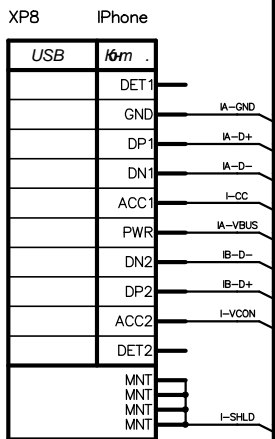 XP8 IPhone
USB
DET1
GND IA-GND
DP1 IA-D+
DN1 IA-D-
ACC1 I-CC
PWR IA-VBUS
DN2 IB-D-
DP2 IB-D+
ACC2 I-VCON
DET2
MNT
MNT
MNT
MNT I-SHLD